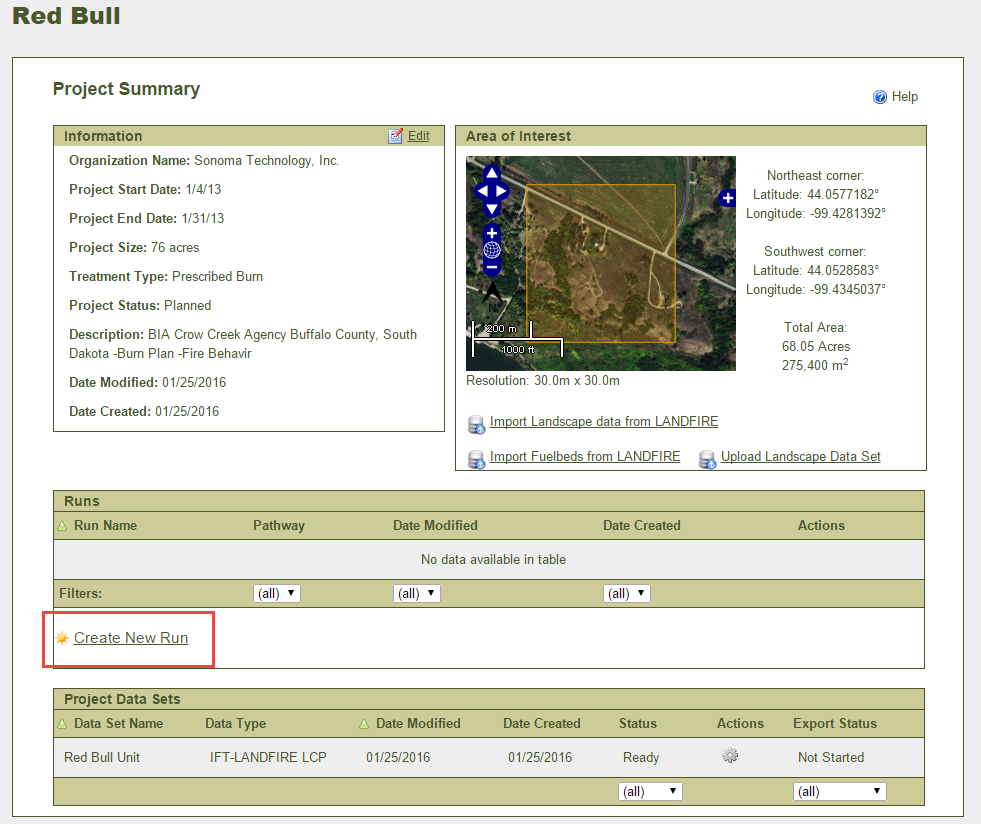 Red Bull
Project Summary
Help
Information
Edit
Organization Name: Sonoma Technology, Inc.
Project Start Date: 1/4/13
Project End Date: 1/31/13
Project Size: 76 acres
Treatment Type: Prescribed Burn
Project Status: Planned
Description: BIA Crow Creek Agency Buffalo County, South
Dakota -Burn Plan -Fire Behavir
Date Modified: 01/25/2016
Date Created: 01/25/2016
Area of Interest
N
200 m
1000 ft
Resolution: 30.0m x 30.0m
Northeast corner:
Latitude: 44.0577182°
Longitude: -99.4281392°
Southwest corner:
Latitude: 44.0528583°
Longitude: -99.4345037°
Total Area:
68.05 Acres
275,400 m²
Import Landscape data from LANDFIRE
Import Fuelbeds from LANDFIRE Upload Landscape Data Set
Runs
Run Name Pathway Date Modified Date Created Actions
No data available in table
Filters: (all) (all) (all)
Create New Run
Project Data Sets
Data Set Name Data Type Date Modified Date Created Status Actions Export Status
Red Bull Unit IFT-LANDFIRE LCP 01/25/2016 01/25/2016 Ready Not Started
(all) (all)